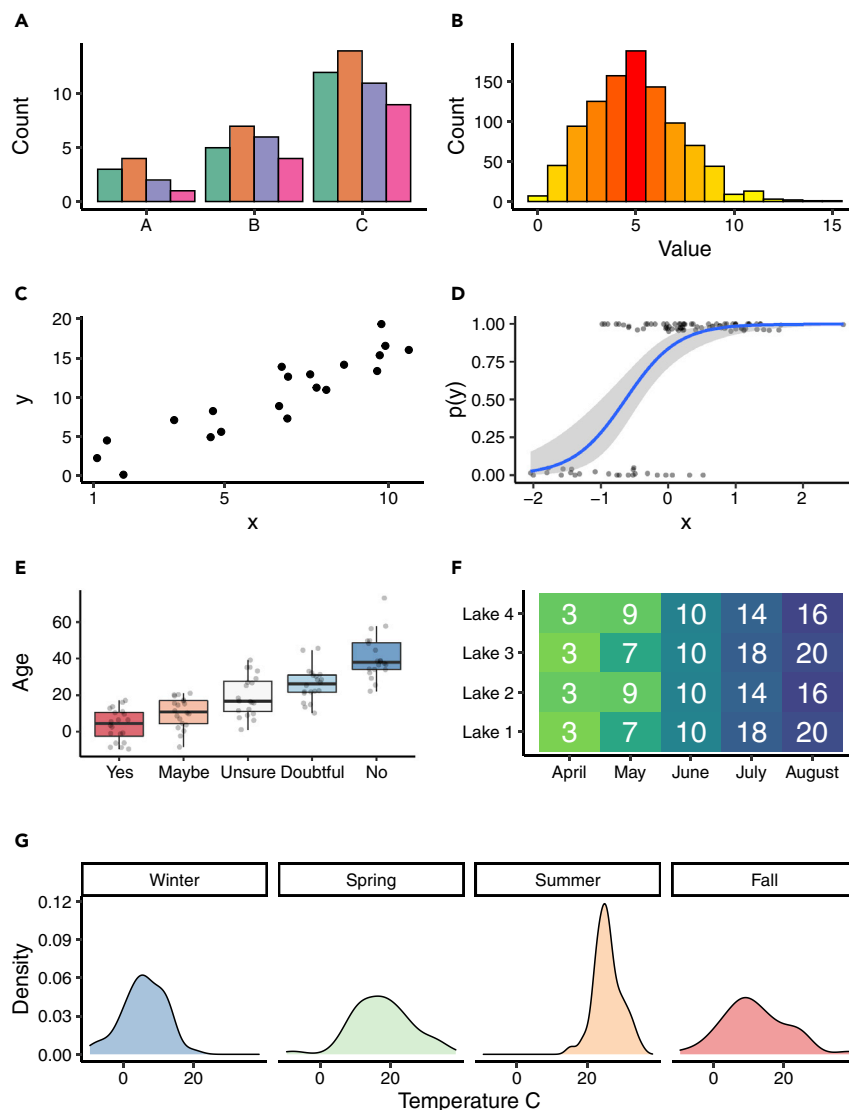 A
Count
10
5
0
A B C
B
Count
150
100
50
0
0 5 10 15
Value
C
y
20
15
10
5
0
1 5 10
x
D
p(y)
1.00
0.75
0.50
0.25
0.00
−2 −1 0 1 2
x
E
Age
60
40
20
0
Yes Maybe Unsure Doubtful No
F
Lake 4 3 9 10 14 16
Lake 3 3 7 10 18 20
Lake 2 3 9 10 14 16
Lake 1 3 7 10 18 20
April May June July August
G
Winter Spring Summer Fall
Density
0.12
0.09
0.06
0.03
0.00
0 20 0 20 0 20 0 20
Temperature C